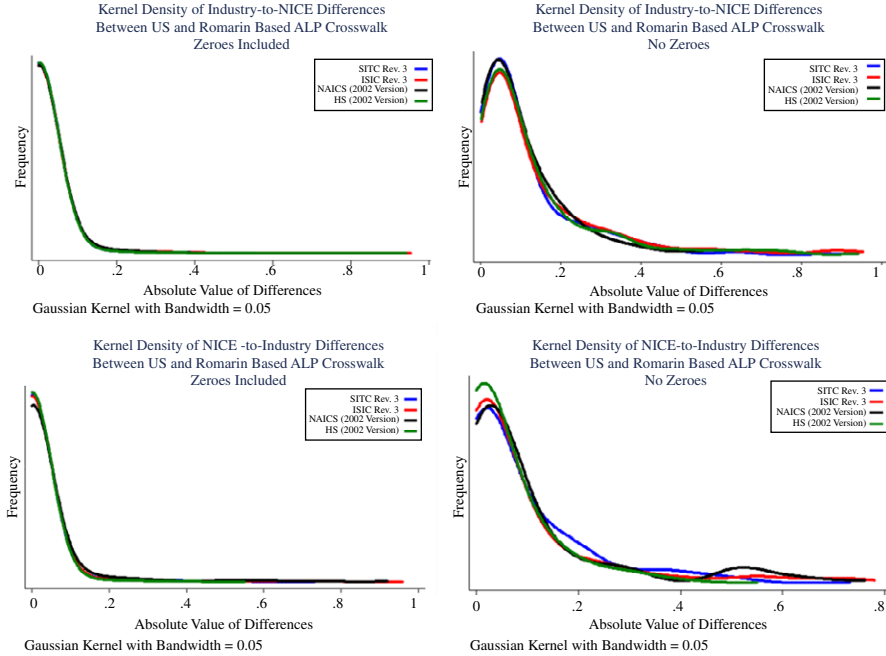 Kernel Density of Industry-to-NICE Differences
Between US and Romarin Based ALP Crosswalk
Zeroes Included
SITC Rev. 3
ISIC Rev. 3
NAICS (2002 Version)
HS (2002 Version)
Frequency
0 .2 .4 .6 .8 1
Absolute Value of Differences
Gaussian Kernel with Bandwidth = 0.05
Kernel Density of Industry-to-NICE Differences
Between US and Romarin Based ALP Crosswalk
No Zeroes
SITC Rev. 3
ISIC Rev. 3
NAICS (2002 Version)
HS (2002 Version)
Frequency
0 .2 .4 .6 .8 1
Absolute Value of Differences
Gaussian Kernel with Bandwidth = 0.05
Kernel Density of NICE -to-Industry Differences
Between US and Romarin Based ALP Crosswalk
Zeroes Included
SITC Rev. 3
ISIC Rev. 3
NAICS (2002 Version)
HS (2002 Version)
Frequency
0 .2 .4 .6 .8 1
Absolute Value of Differences
Gaussian Kernel with Bandwidth = 0.05
Kernel Density of NICE-to-Industry Differences
Between US and Romarin Based ALP Crosswalk
No Zeroes
SITC Rev. 3
ISIC Rev. 3
NAICS (2002 Version)
HS (2002 Version)
Frequency
0 .2 .4 .6 .8
Absolute Value of Differences
Gaussian Kernel with Bandwidth = 0.05